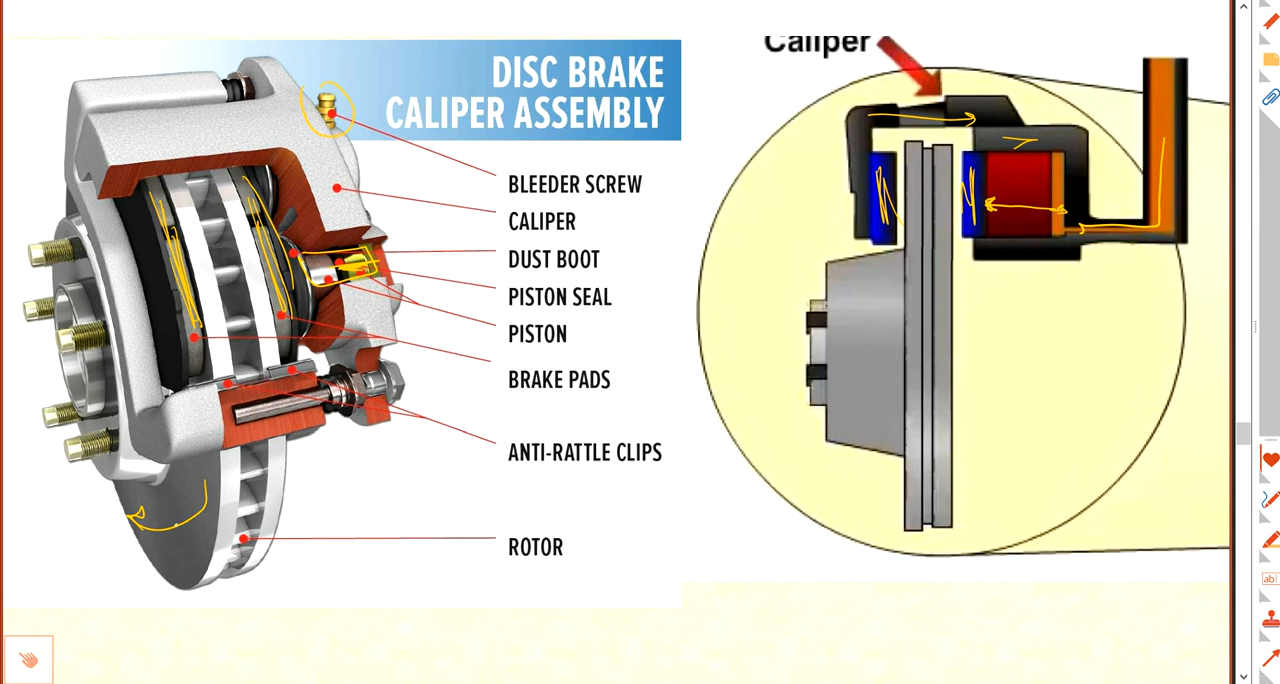 DISC BRAKE
CALIPER ASSEMBLY
BLEEDER SCREW
CALIPER
DUST BOOT
PISTON SEAL
PISTON
BRAKE PADS
ANTI-RATTLE CLIPS
ROTOR
Caliper
ab